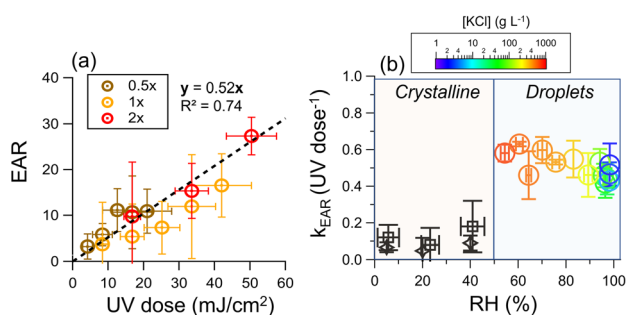 [KCl] (g L⁻¹)
1 2 4 10 2 4 100 2 4 1000
(a)
40
30
20
10
0
EAR
0.5x
1x
2x
y = 0.52x
R² = 0.74
0 10 20 30 40 50 60
UV dose (mJ/cm²)
(b)
1.0
0.8
0.6
0.4
0.2
0.0
kEAR (UV dose⁻¹)
Crystalline
Droplets
0 20 40 60 80 100
RH (%)